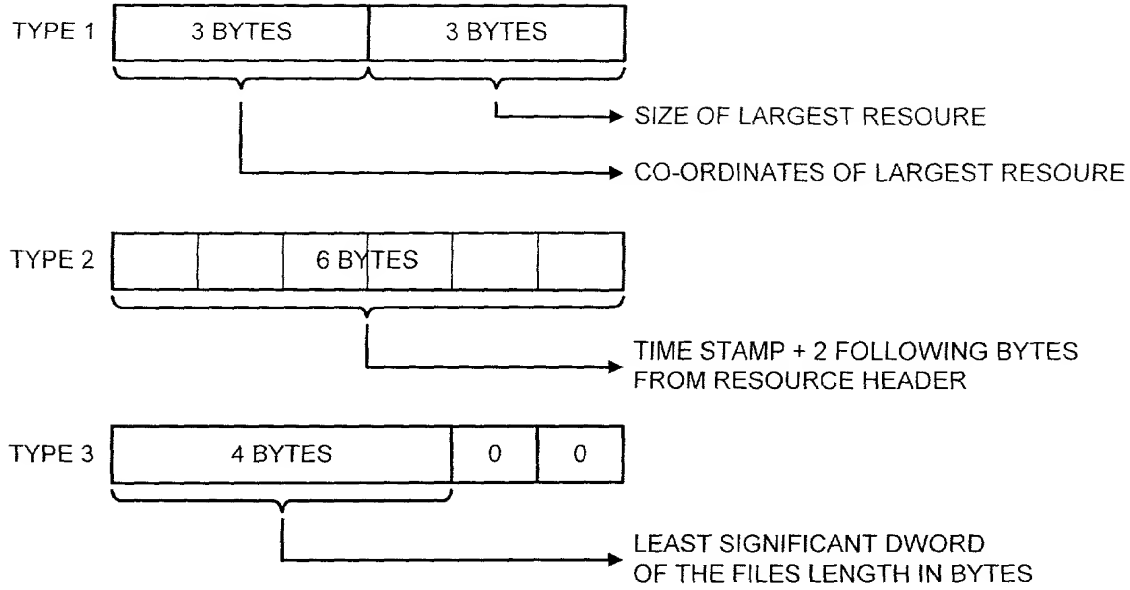 TYPE 1
3 BYTES
3 BYTES
SIZE OF LARGEST RESOURE
CO-ORDINATES OF LARGEST RESOURE
TYPE 2
6 BYTES
TIME STAMP + 2 FOLLOWING BYTES
FROM RESOURCE HEADER
TYPE 3
4 BYTES
0
0
LEAST SIGNIFICANT DWORD
OF THE FILES LENGTH IN BYTES